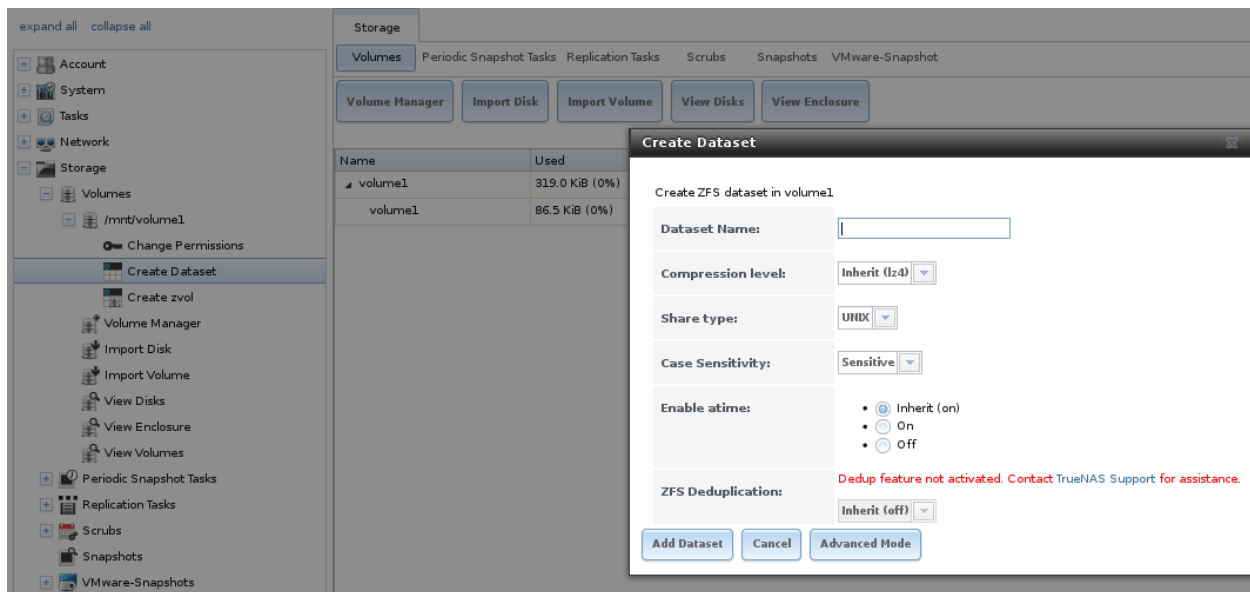 expand all collapse all
Account
System
Tasks
Network
Storage
Volumes
/mnt/volume1
Change Permissions
Create Dataset
Create zvol
Volume Manager
Import Disk
Import Volume
View Disks
View Enclosure
View Volumes
Periodic Snapshot Tasks
Replication Tasks
Scrubs
Snapshots
VMware-Snapshots
Storage
Volumes Periodic Snapshot Tasks Replication Tasks Scrubs Snapshots VMware-Snapshot
Volume Manager Import Disk Import Volume View Disks View Enclosure
Name Used
volume1 319.0 KiB (0%)
volume1 86.5 KiB (0%)
Create Dataset
Create ZFS dataset in volume1
Dataset Name:
Compression level: Inherit (lz4)
Share type: UNIX
Case Sensitivity: Sensitive
Enable atime: Inherit (on)
On
Off
ZFS Deduplication: Dedup feature not activated. Contact TrueNAS Support for assistance.
Inherit (off)
Add Dataset Cancel Advanced Mode